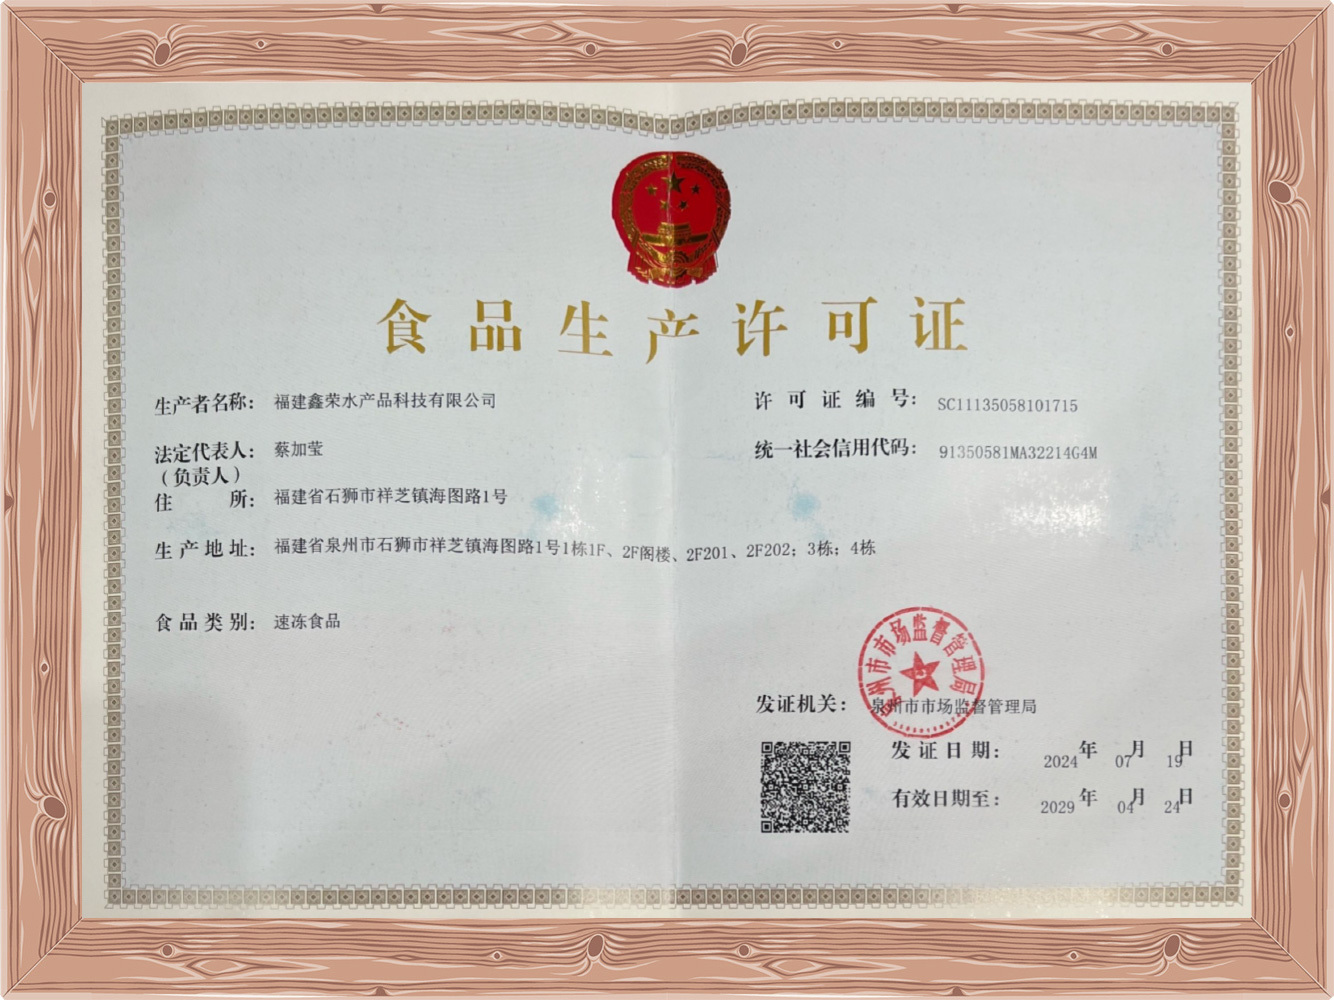 食品生产许可证
生产者名称： 福建鑫荣水产品科技有限公司
许可证编号： SC11135058101715
法定代表人： 蔡加莹
（负责人）
统一社会信用代码： 91350581MA32214G4M
住所： 福建省石狮市祥芝镇海图路1号
生产地址： 福建省泉州市石狮市祥芝镇海图路1号1栋1F、2F阁楼、2F201、2F202；3栋；4栋
食品类别： 速冻食品
泉州市市场监督管理局
发证机关： 泉州市市场监督管理局
发证日期： 2024年07月19日
有效日期至： 2029年04月24日